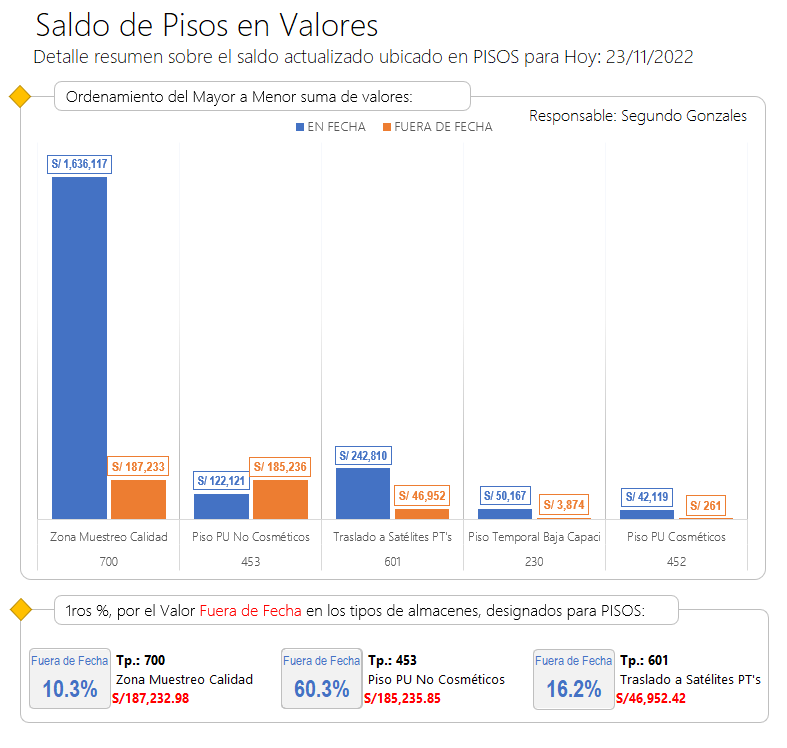 Saldo de Pisos en Valores
Detalle resumen sobre el saldo actualizado ubicado en PISOS para Hoy: 23/11/2022
Ordenamiento del Mayor a Menor suma de valores:
Responsable: Segundo Gonzales
EN FECHA FUERA DE FECHA
S/ 1,636,117
S/ 187,233
S/ 122,121
S/ 185,236
S/ 242,810
S/ 46,952
S/ 50,167
S/ 3,874
S/ 42,119
S/ 261
Zona Muestreo Calidad Piso PU No Cosméticos Traslado a Satélites PT's Piso Temporal Baja Capaci Piso PU Cosméticos
700 453 601 230 452
1ros %, por el Valor Fuera de Fecha en los tipos de almacenes, designados para PISOS:
Fuera de Fecha
10.3%
Tp.: 700
Zona Muestreo Calidad
S/187,232.98
Fuera de Fecha
60.3%
Tp.: 453
Piso PU No Cosméticos
S/185,235.85
Fuera de Fecha
16.2%
Tp.: 601
Traslado a Satélites PT's
S/46,952.42